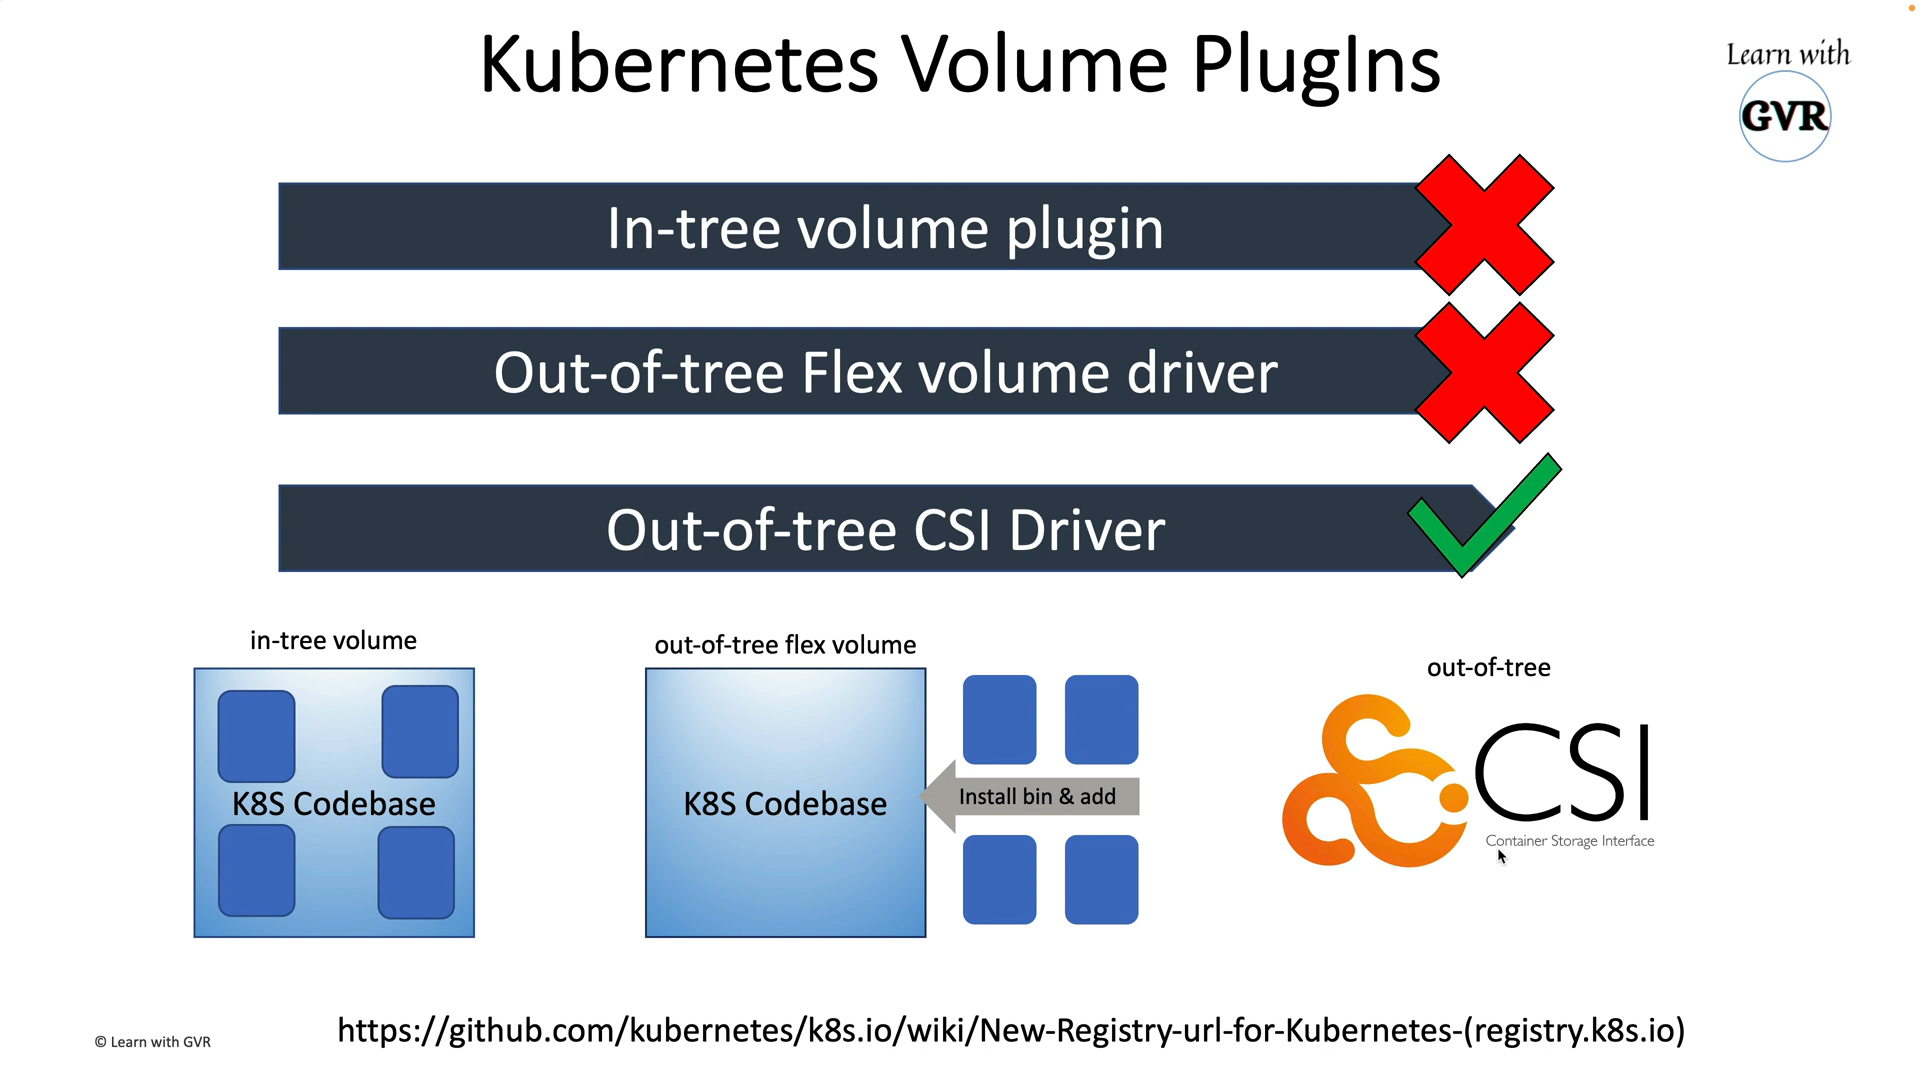 Kubernetes Volume PlugIns
Learn with
GVR
In-tree volume plugin
Out-of-tree Flex volume driver
Out-of-tree CSI Driver
in-tree volume
K8S Codebase
out-of-tree flex volume
K8S Codebase
Install bin & add
out-of-tree
CSI
Container Storage Interface
© Learn with GVR
https://github.com/kubernetes/k8s.io/wiki/New-Registry-url-for-Kubernetes-(registry.k8s.io)